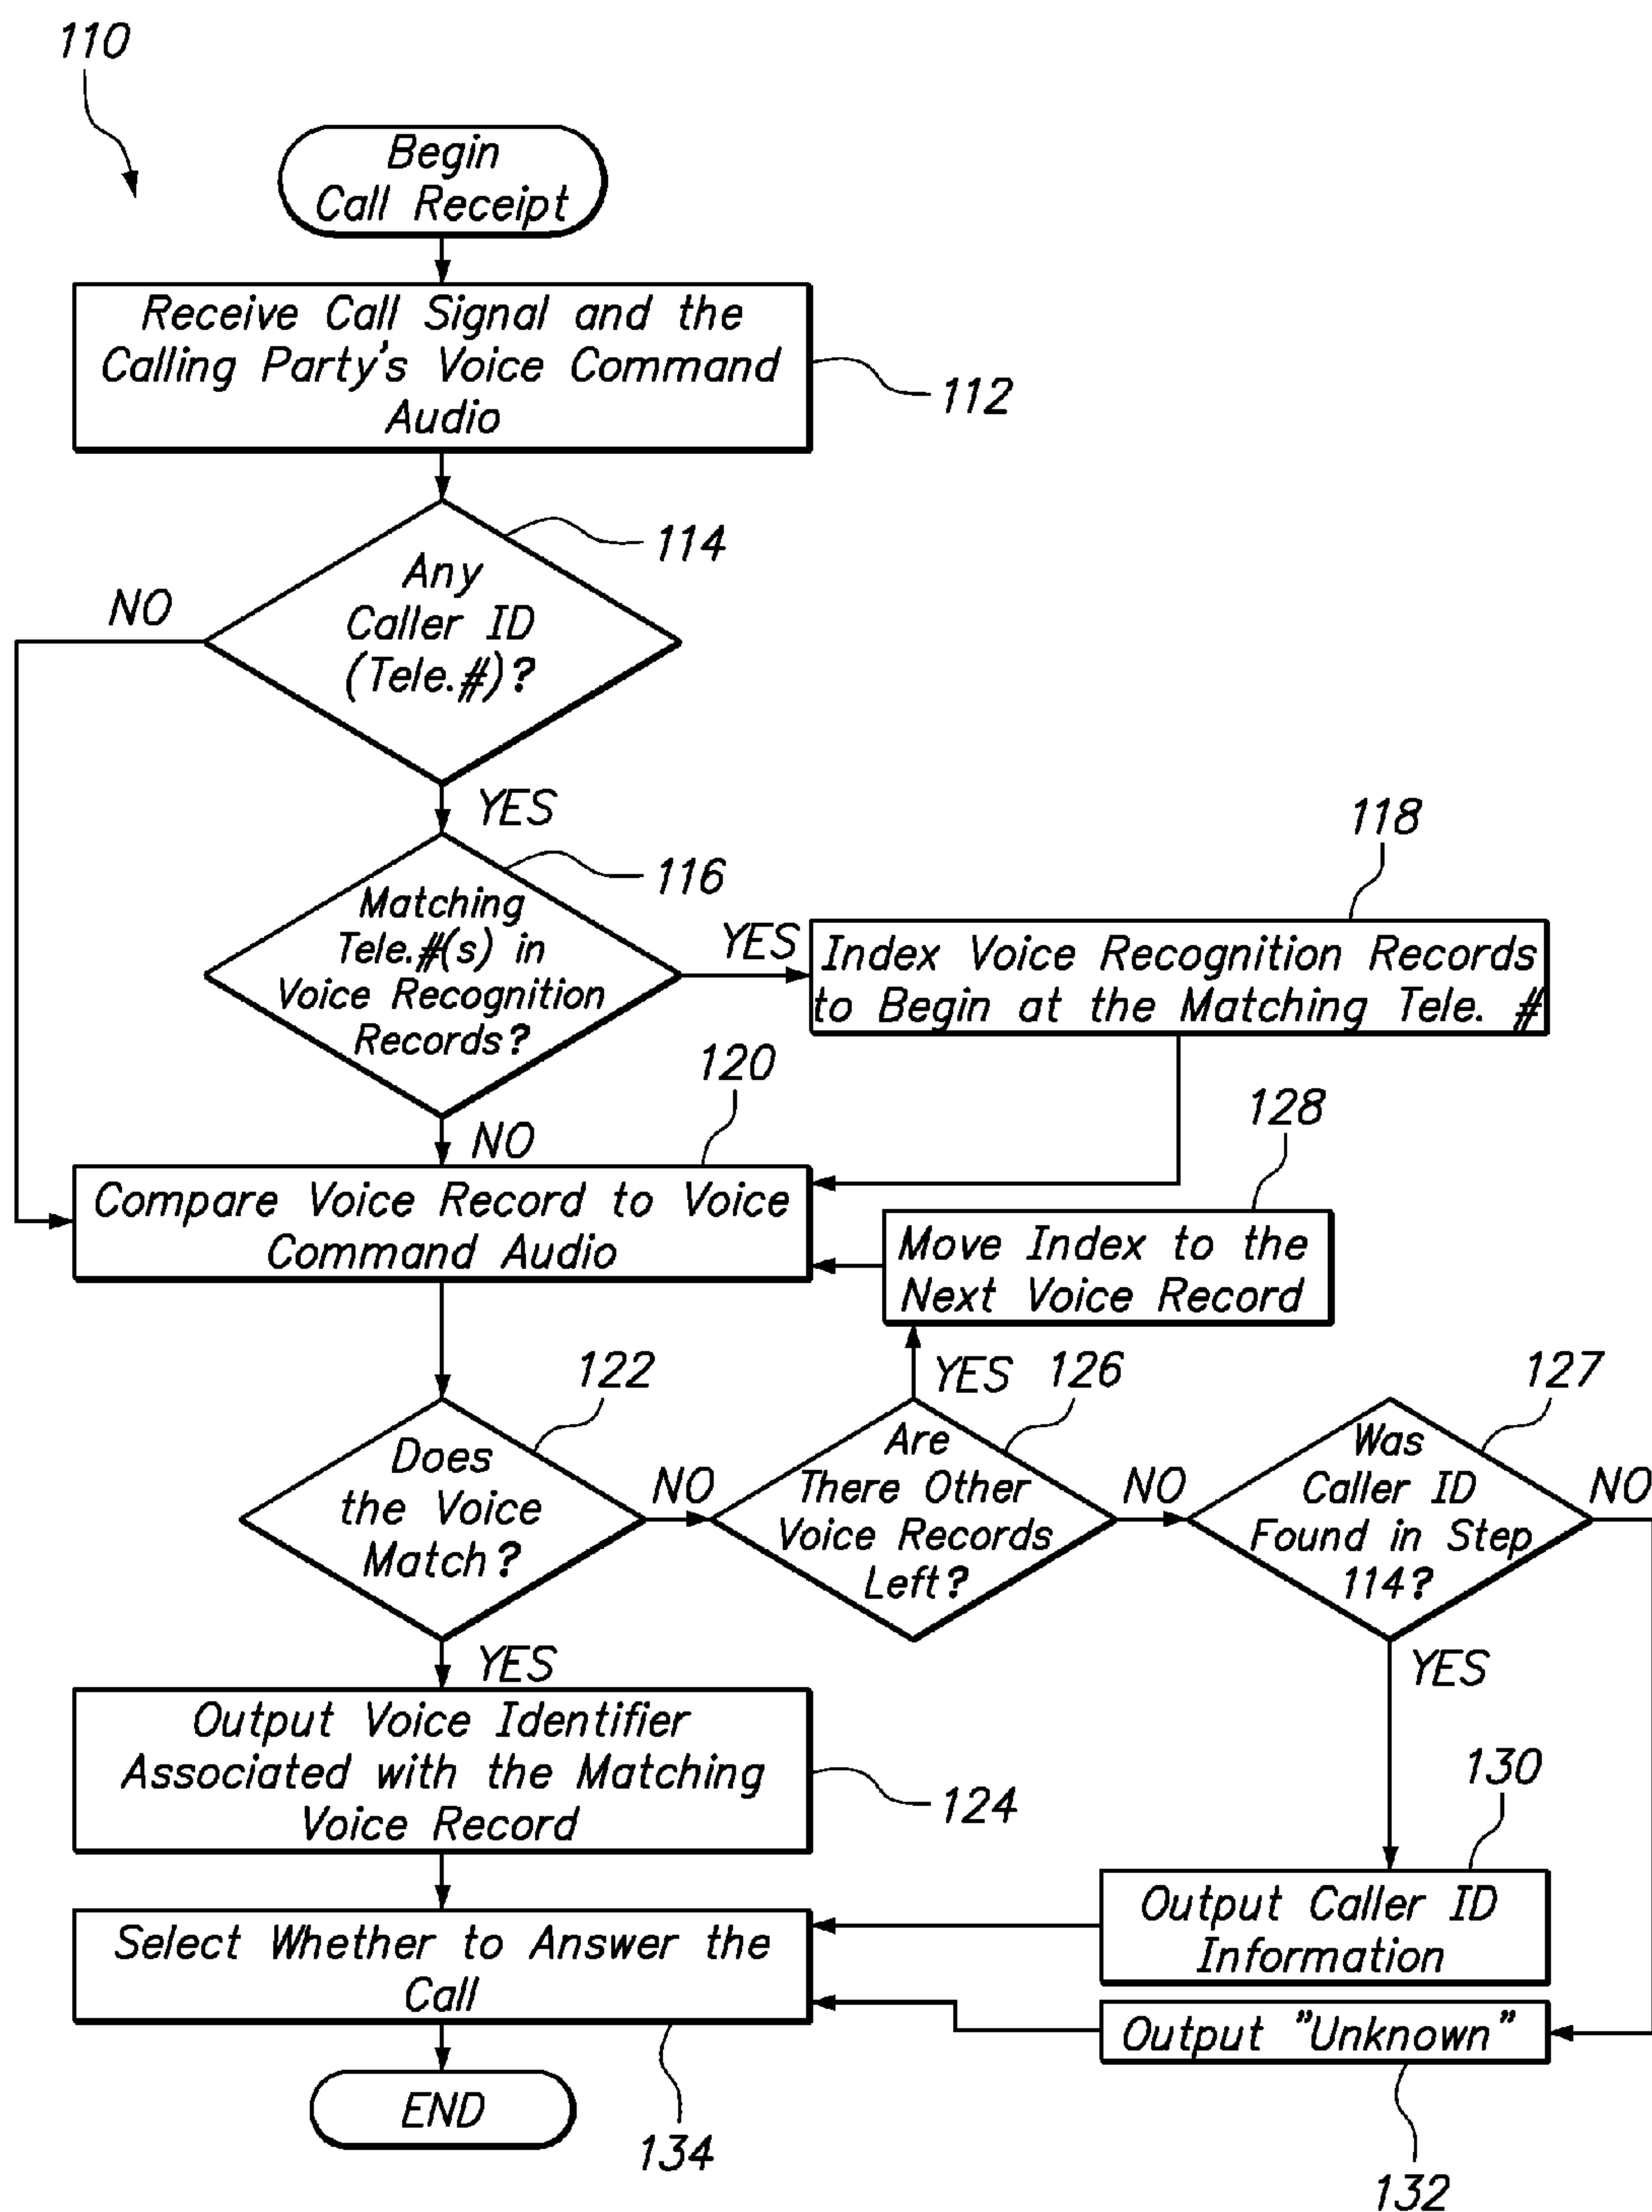 110
Begin
Call Receipt
Receive Call Signal and the
Calling Party's Voice Command
Audio
112
Any
Caller ID
(Tele.#)?
114
NO
YES
Matching
Tele.#(s) in
Voice Recognition
Records?
116
YES
118
Index Voice Recognition Records
to Begin at the Matching Tele. #
NO
120
Compare Voice Record to Voice
Command Audio
128
Move Index to the
Next Voice Record
YES
122
Does
the Voice
Match?
NO
126
Are
There Other
Voice Records
Left?
NO
127
Was
Caller ID
Found in Step
114?
NO
YES
YES
Output Voice Identifier
Associated with the Matching
Voice Record
124
130
Output Caller ID
Information
Select Whether to Answer the
Call
134
Output "Unknown"
132
END